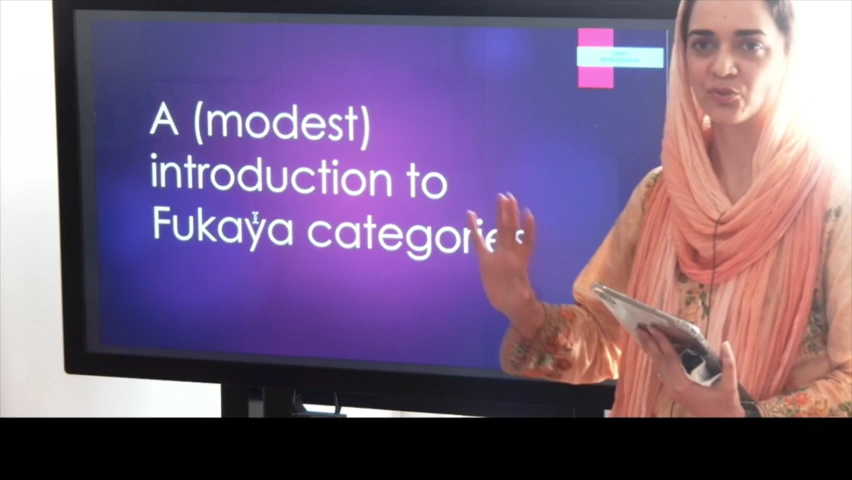 A (modest)
introduction to
Fukaya categories